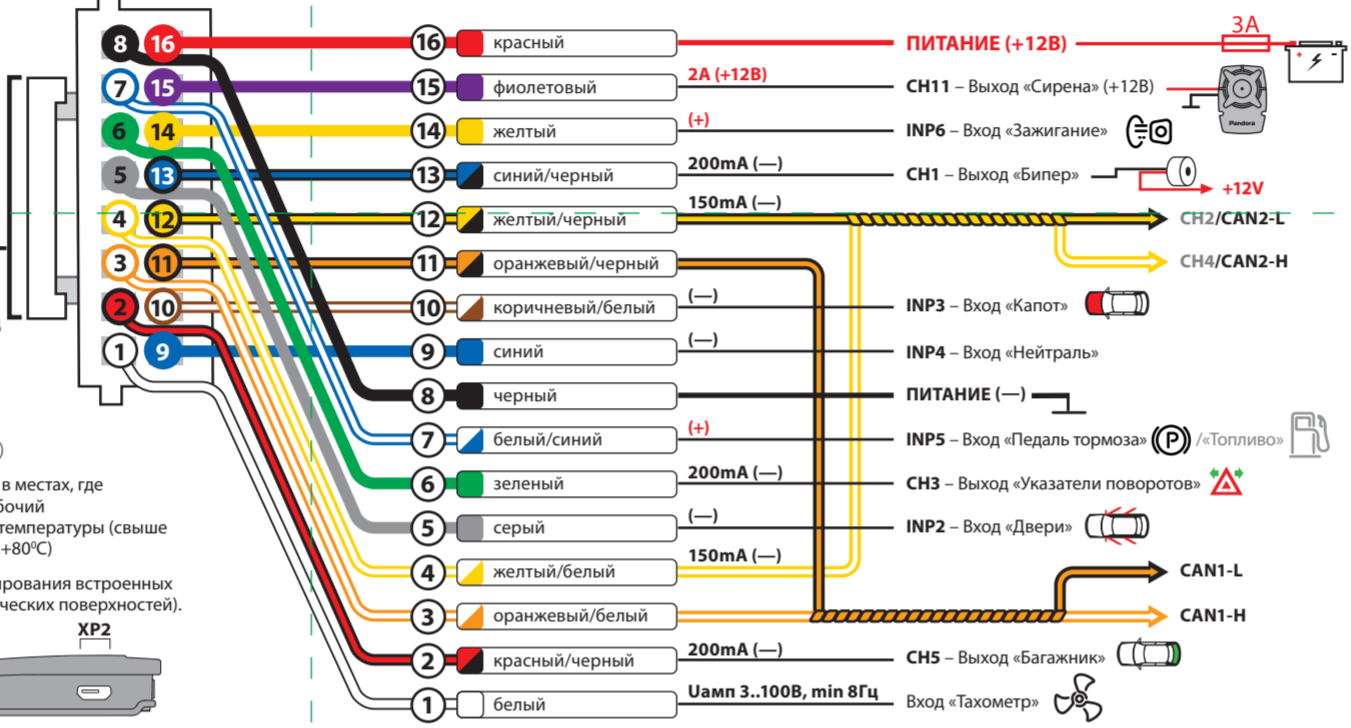 8 16 16 красный ПИТАНИЕ (+12В) 3А + -
7 15 15 фиолетовый 2А (+12В) CH11 – Выход «Сирена» (+12В) Pandora
6 14 14 желтый (+) INP6 – Вход «Зажигание»
5 13 13 синий/черный 200mA (—) CH1 – Выход «Бипер» +12V
4 12 12 желтый/черный 150mA (—) CH2/CAN2-L
3 11 11 оранжевый/черный CH4/CAN2-H
2 10 10 коричневый/белый (—) INP3 – Вход «Капот»
1 9 9 синий (—) INP4 – Вход «Нейтраль»
8 черный ПИТАНИЕ (—)
7 белый/синий (+) INP5 – Вход «Педаль тормоза» (P) /«Топливо»
6 зеленый 200mA (—) CH3 – Выход «Указатели поворотов»
5 серый (—) INP2 – Вход «Двери»
4 желтый/белый 150mA (—) CAN1-L
3 оранжевый/белый CAN1-H
2 красный/черный 200mA (—) CH5 – Выход «Багажник»
1 белый Uамп 3..100В, min 8Гц Вход «Тахометр»
)
в местах, где
бочий
температуры (свыше
+80⁰С)
ирования встроенных
ческих поверхностей).
XP2